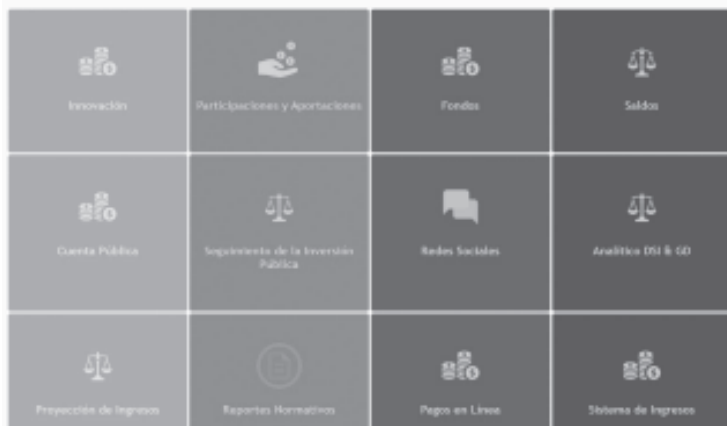 Innovación
Participaciones y Aportaciones
Fondos
Saldos
Cuenta Pública
Seguimiento de la Inversión
Pública
Redes Sociales
Analítico DSI & GD
Proyección de Ingresos
Reportes Normativos
Pagos en Línea
Sistema de Ingresos